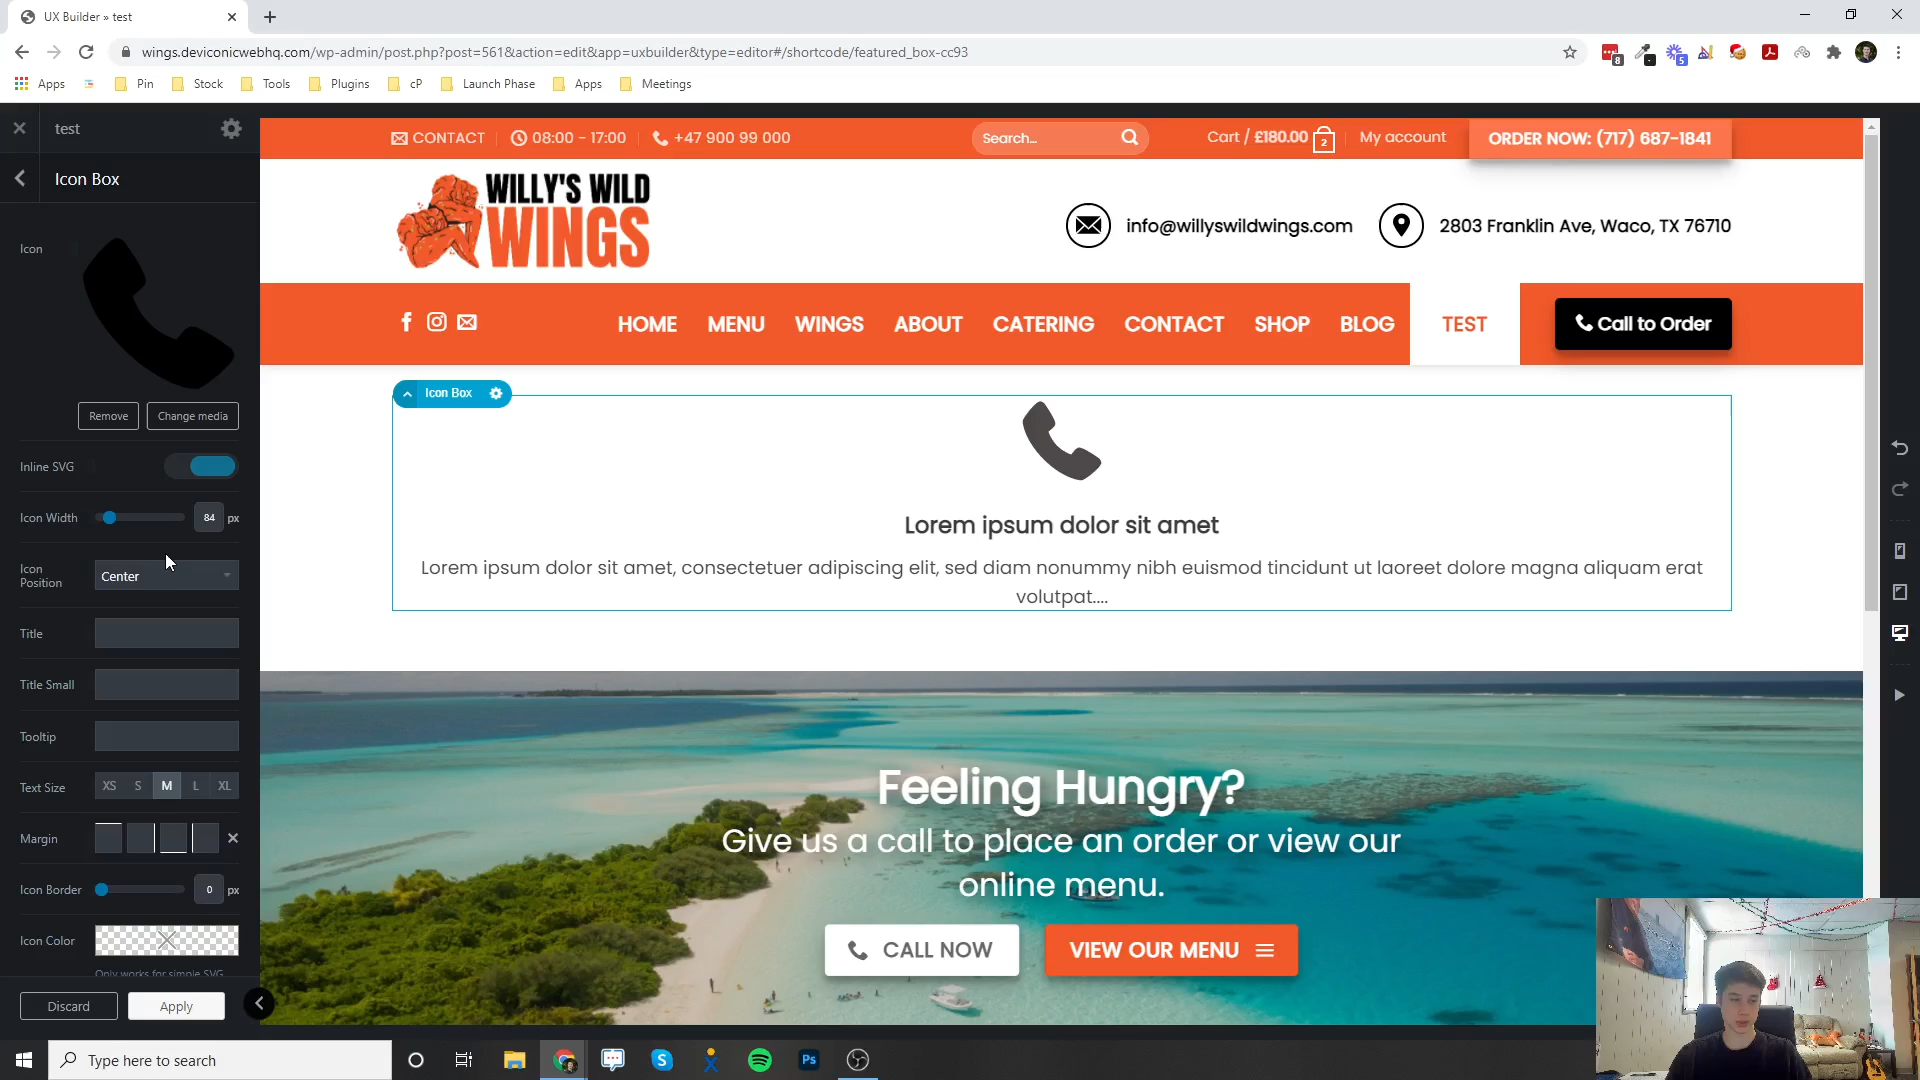 UX Builder » test
wings.deviconicwebhq.com/wp-admin/post.php?post=561&action=edit&app=uxbuilder&type=editor#/shortcode/featured_box-cc93
8
5
Apps
Pin
Stock
Tools
Plugins
cP
Launch Phase
Apps
Meetings
test
Icon Box
Icon
Remove
Change media
Inline SVG
Icon Width
84
px
Icon Position
Center
Title
Title Small
Tooltip
Text Size
XS
S
M
L
XL
Margin
Icon Border
0
px
Icon Color
Only works for simple SVG
Discard
Apply
CONTACT
08:00 - 17:00
+47 900 99 000
Search...
Cart / £180.00
2
My account
ORDER NOW: (717) 687-1841
WILLY'S WILD
WINGS
info@willyswildwings.com
2803 Franklin Ave, Waco, TX 76710
HOME
MENU
WINGS
ABOUT
CATERING
CONTACT
SHOP
BLOG
TEST
Call to Order
Icon Box
Lorem ipsum dolor sit amet
Lorem ipsum dolor sit amet, consectetuer adipiscing elit, sed diam nonummy nibh euismod tincidunt ut laoreet dolore magna aliquam erat
volutpat....
Feeling Hungry?
Give us a call to place an order or view our
online menu.
CALL NOW
VIEW OUR MENU
Type here to search
S
Ps